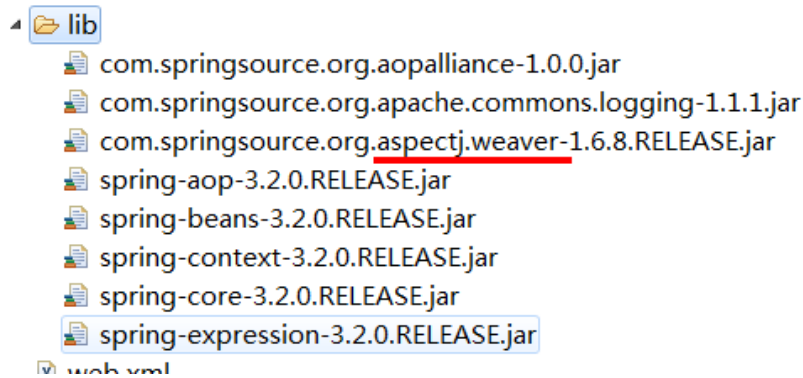 lib
com.springsource.org.aopalliance-1.0.0.jar
com.springsource.org.apache.commons.logging-1.1.1.jar
com.springsource.org.aspectj.weaver-1.6.8.RELEASE.jar
spring-aop-3.2.0.RELEASE.jar
spring-beans-3.2.0.RELEASE.jar
spring-context-3.2.0.RELEASE.jar
spring-core-3.2.0.RELEASE.jar
spring-expression-3.2.0.RELEASE.jar
web.xml